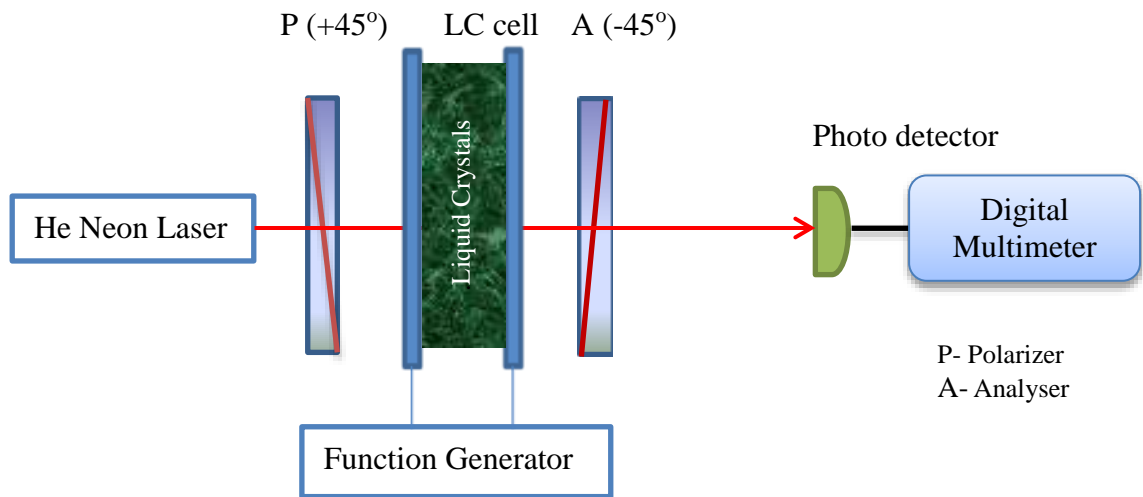 P (+45°)
LC cell
A (-45°)
Photo detector
He Neon Laser
Liquid Crystals
Digital
Multimeter
P- Polarizer
A- Analyser
Function Generator